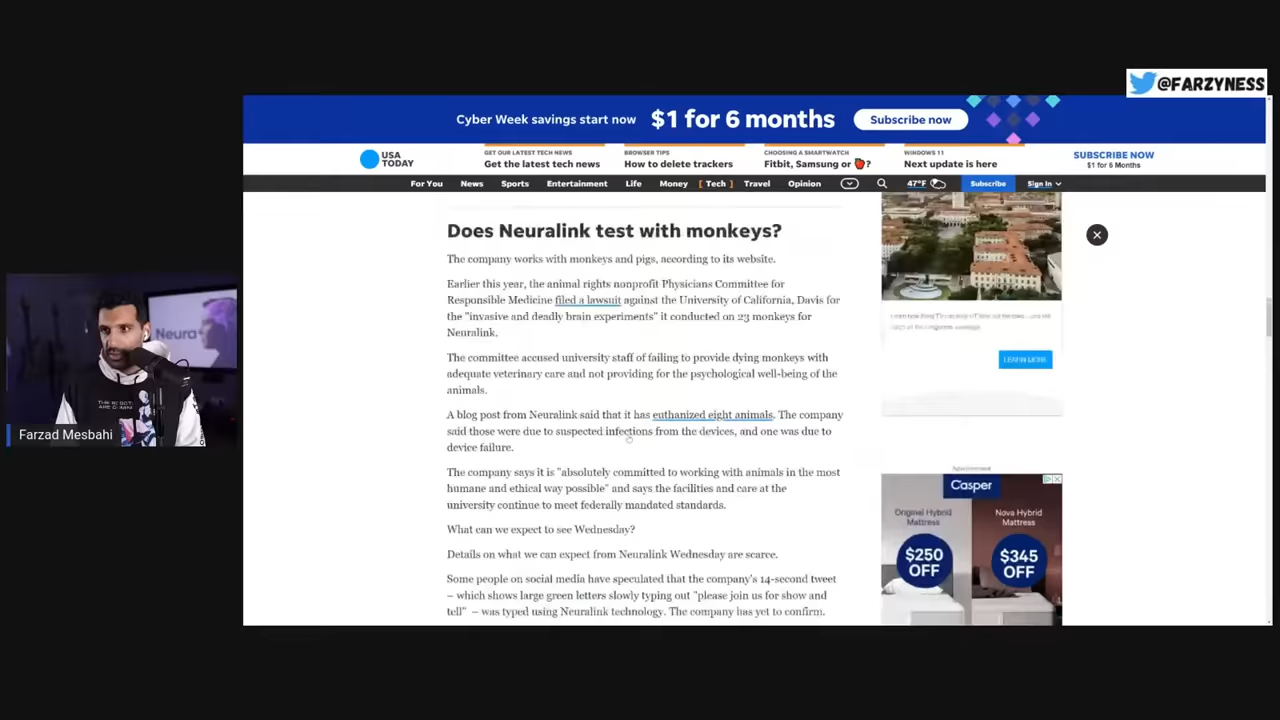 @FARZYNESS
Cyber Week savings start now $1 for 6 months Subscribe now
USA
TODAY
GET OUR LATEST TECH NEWS
Get the latest tech news
BROWSER TIPS
How to delete trackers
CHOOSING A SMARTWATCH
Fitbit, Samsung or ?
WINDOWS 11
Next update is here
SUBSCRIBE NOW
$1 for 6 Months
For You News Sports Entertainment Life Money [ Tech ] Travel Opinion 47°F Subscribe Sign In
Does Neuralink test with monkeys?
The company works with monkeys and pigs, according to its website.
Earlier this year, the animal rights nonprofit Physicians Committee for
Responsible Medicine filed a lawsuit against the University of California, Davis for
the "invasive and deadly brain experiments" it conducted on 23 monkeys for
Neuralink.
The committee accused university staff of failing to provide dying monkeys with
adequate veterinary care and not providing for the psychological well-being of the
animals.
A blog post from Neuralink said that it has euthanized eight animals. The company
said those were due to suspected infections from the devices, and one was due to
device failure.
The company says it is "absolutely committed to working with animals in the most
humane and ethical way possible" and says the facilities and care at the
university continue to meet federally mandated standards.
What can we expect to see Wednesday?
Details on what we can expect from Neuralink Wednesday are scarce.
Some people on social media have speculated that the company's 14-second tweet
– which shows large green letters slowly typing out "please join us for show and
tell" – was typed using Neuralink technology. The company has yet to confirm.
LEARN MORE
Advertisement
Casper
Original Hybrid
Mattress
$250
OFF
Nova Hybrid
Mattress
$345
OFF
Neura
Farzad Mesbahi